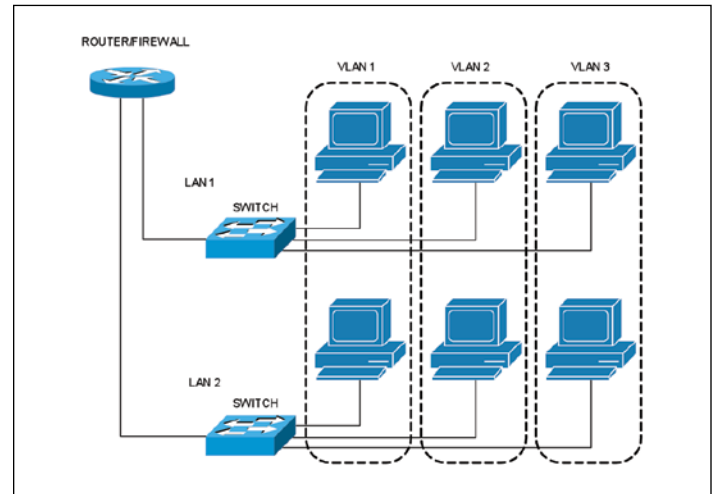 ROUTER/FIREWALL
VLAN 1
VLAN 2
VLAN 3
LAN 1
SWITCH
LAN 2
SWITCH